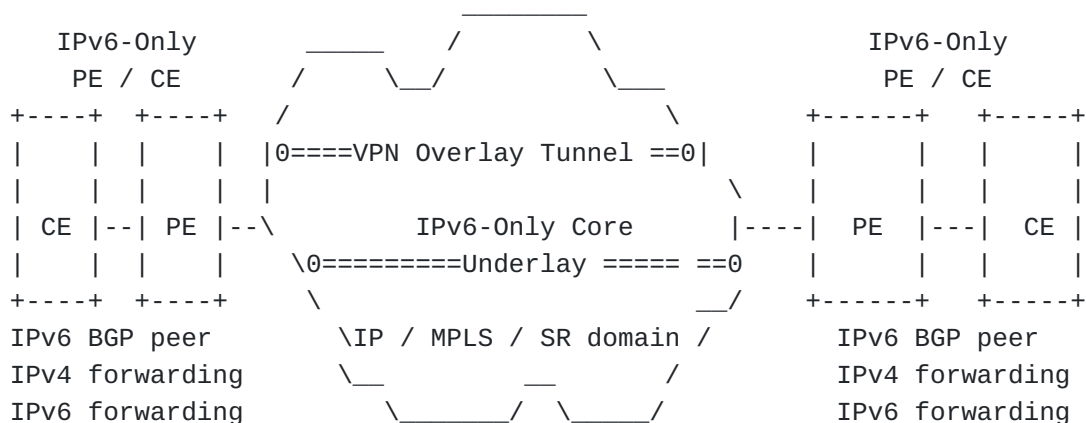 IPv6-Only IPv6-Only
PE / CE PE / CE
0====VPN Overlay Tunnel ==0
CE PE IPv6-Only Core PE CE
0=========Underlay ===== ==0
IPv6 BGP peer IP / MPLS / SR domain IPv6 BGP peer
IPv4 forwarding IPv4 forwarding
IPv6 forwarding IPv6 forwarding